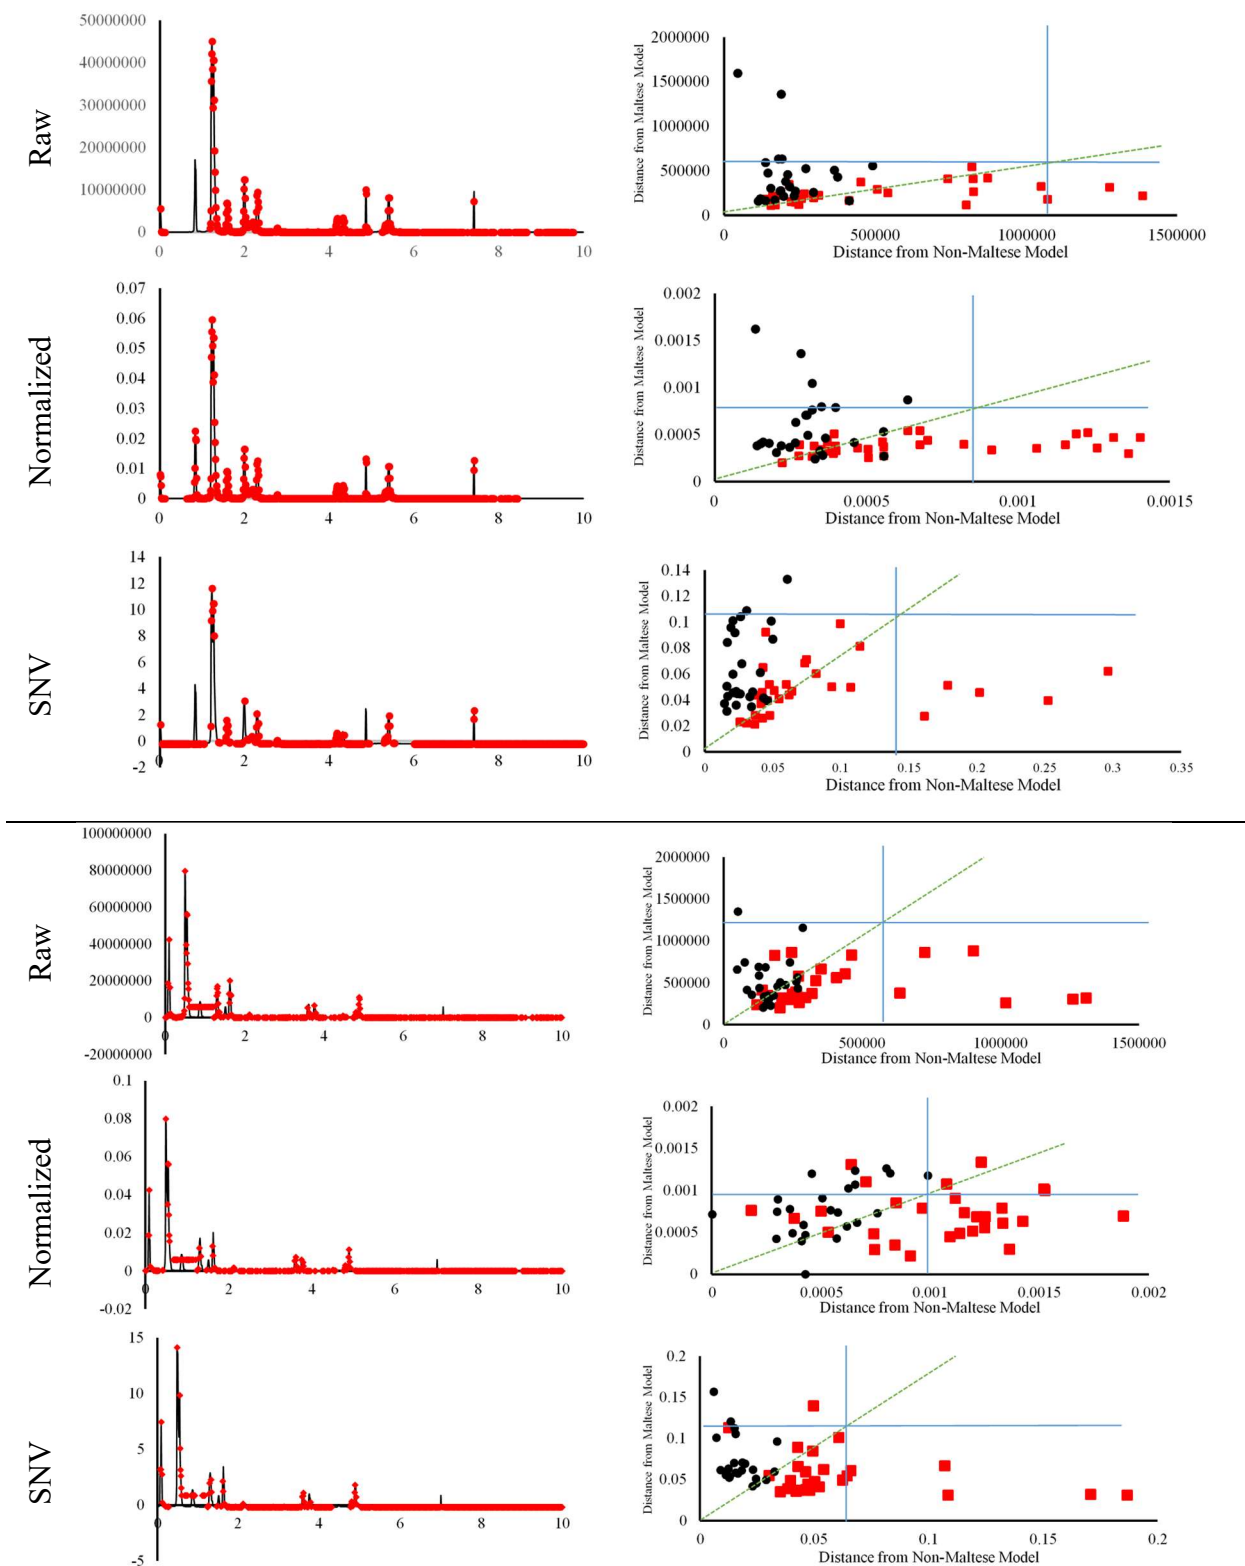 Raw
50000000
40000000
30000000
20000000
10000000
0
0 2 4 6 8 10
Distance from Maltese Model
2000000
1500000
1000000
500000
0
0 500000 1000000 1500000
Distance from Non-Maltese Model
Normalized
0.07
0.06
0.05
0.04
0.03
0.02
0.01
0
0 2 4 6 8 10
Distance from Maltese Model
0.002
0.0015
0.001
0.0005
0
0 0.0005 0.001 0.0015
Distance from Non-Maltese Model
SNV
14
12
10
8
6
4
2
0
-2
0 2 4 6 8 10
Distance from Maltese Model
0.14
0.12
0.1
0.08
0.06
0.04
0.02
0
0 0.05 0.1 0.15 0.2 0.25 0.3 0.35
Distance from Non-Maltese Model
Raw
100000000
80000000
60000000
40000000
20000000
0
-20000000
0 2 4 6 8 10
Distance from Maltese Model
2000000
1500000
1000000
500000
0
0 500000 1000000 1500000
Distance from Non-Maltese Model
Normalized
0.1
0.08
0.06
0.04
0.02
0
-0.02
0 2 4 6 8 10
Distance from Maltese Model
0.002
0.0015
0.001
0.0005
0
0 0.0005 0.001 0.0015 0.002
Distance from Non-Maltese Model
SNV
15
10
5
0
-5
0 2 4 6 8 10
Distance from Maltese Model
0.2
0.15
0.1
0.05
0
0 0.05 0.1 0.15 0.2
Distance from Non-Maltese Model